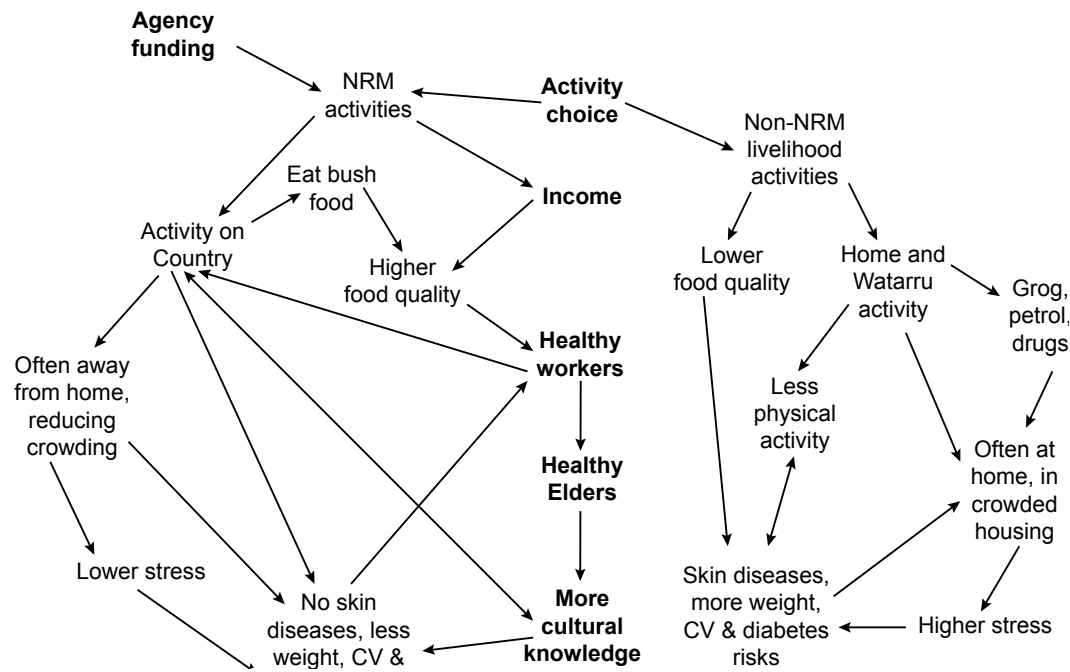 Agency
funding
NRM
activities
Activity
choice
Non-NRM
livelihood
activities
Eat bush
food
Income
Activity on
Country
Higher
food quality
Lower
food quality
Home and
Watarru
activity
Grog,
petrol,
drugs
Healthy
workers
Often away
from home,
reducing
crowding
Less
physical
activity
Healthy
Elders
Often at
home, in
crowded
housing
Lower stress
No skin
diseases, less
weight, CV &
More
cultural
knowledge
Skin diseases,
more weight,
CV & diabetes
risks
Higher stress